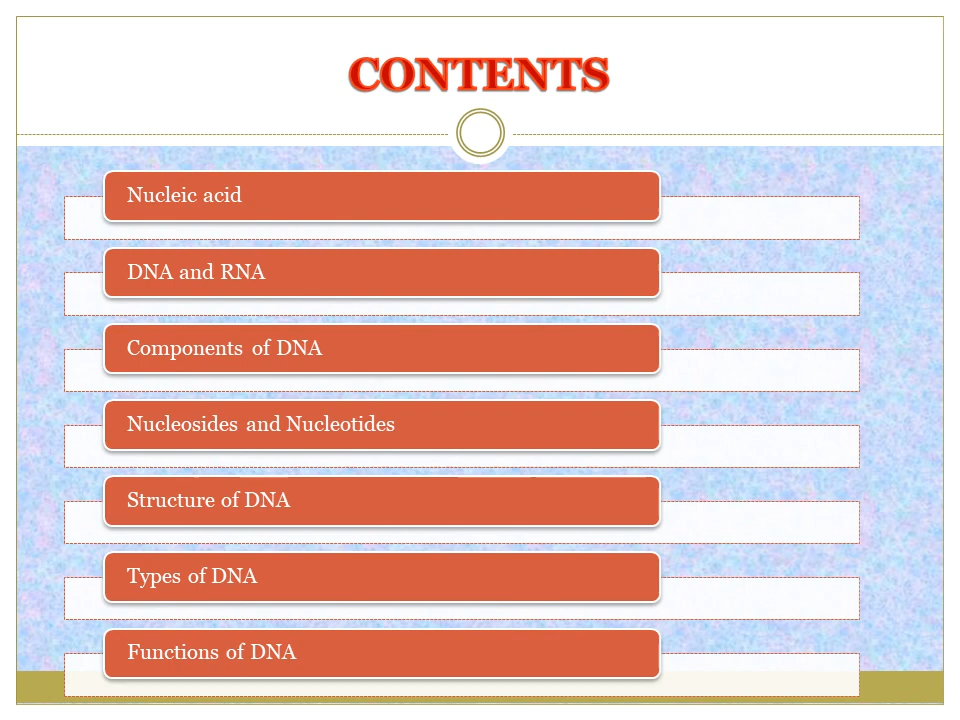 CONTENTS
Nucleic acid
DNA and RNA
Components of DNA
Nucleosides and Nucleotides
Structure of DNA
Types of DNA
Functions of DNA